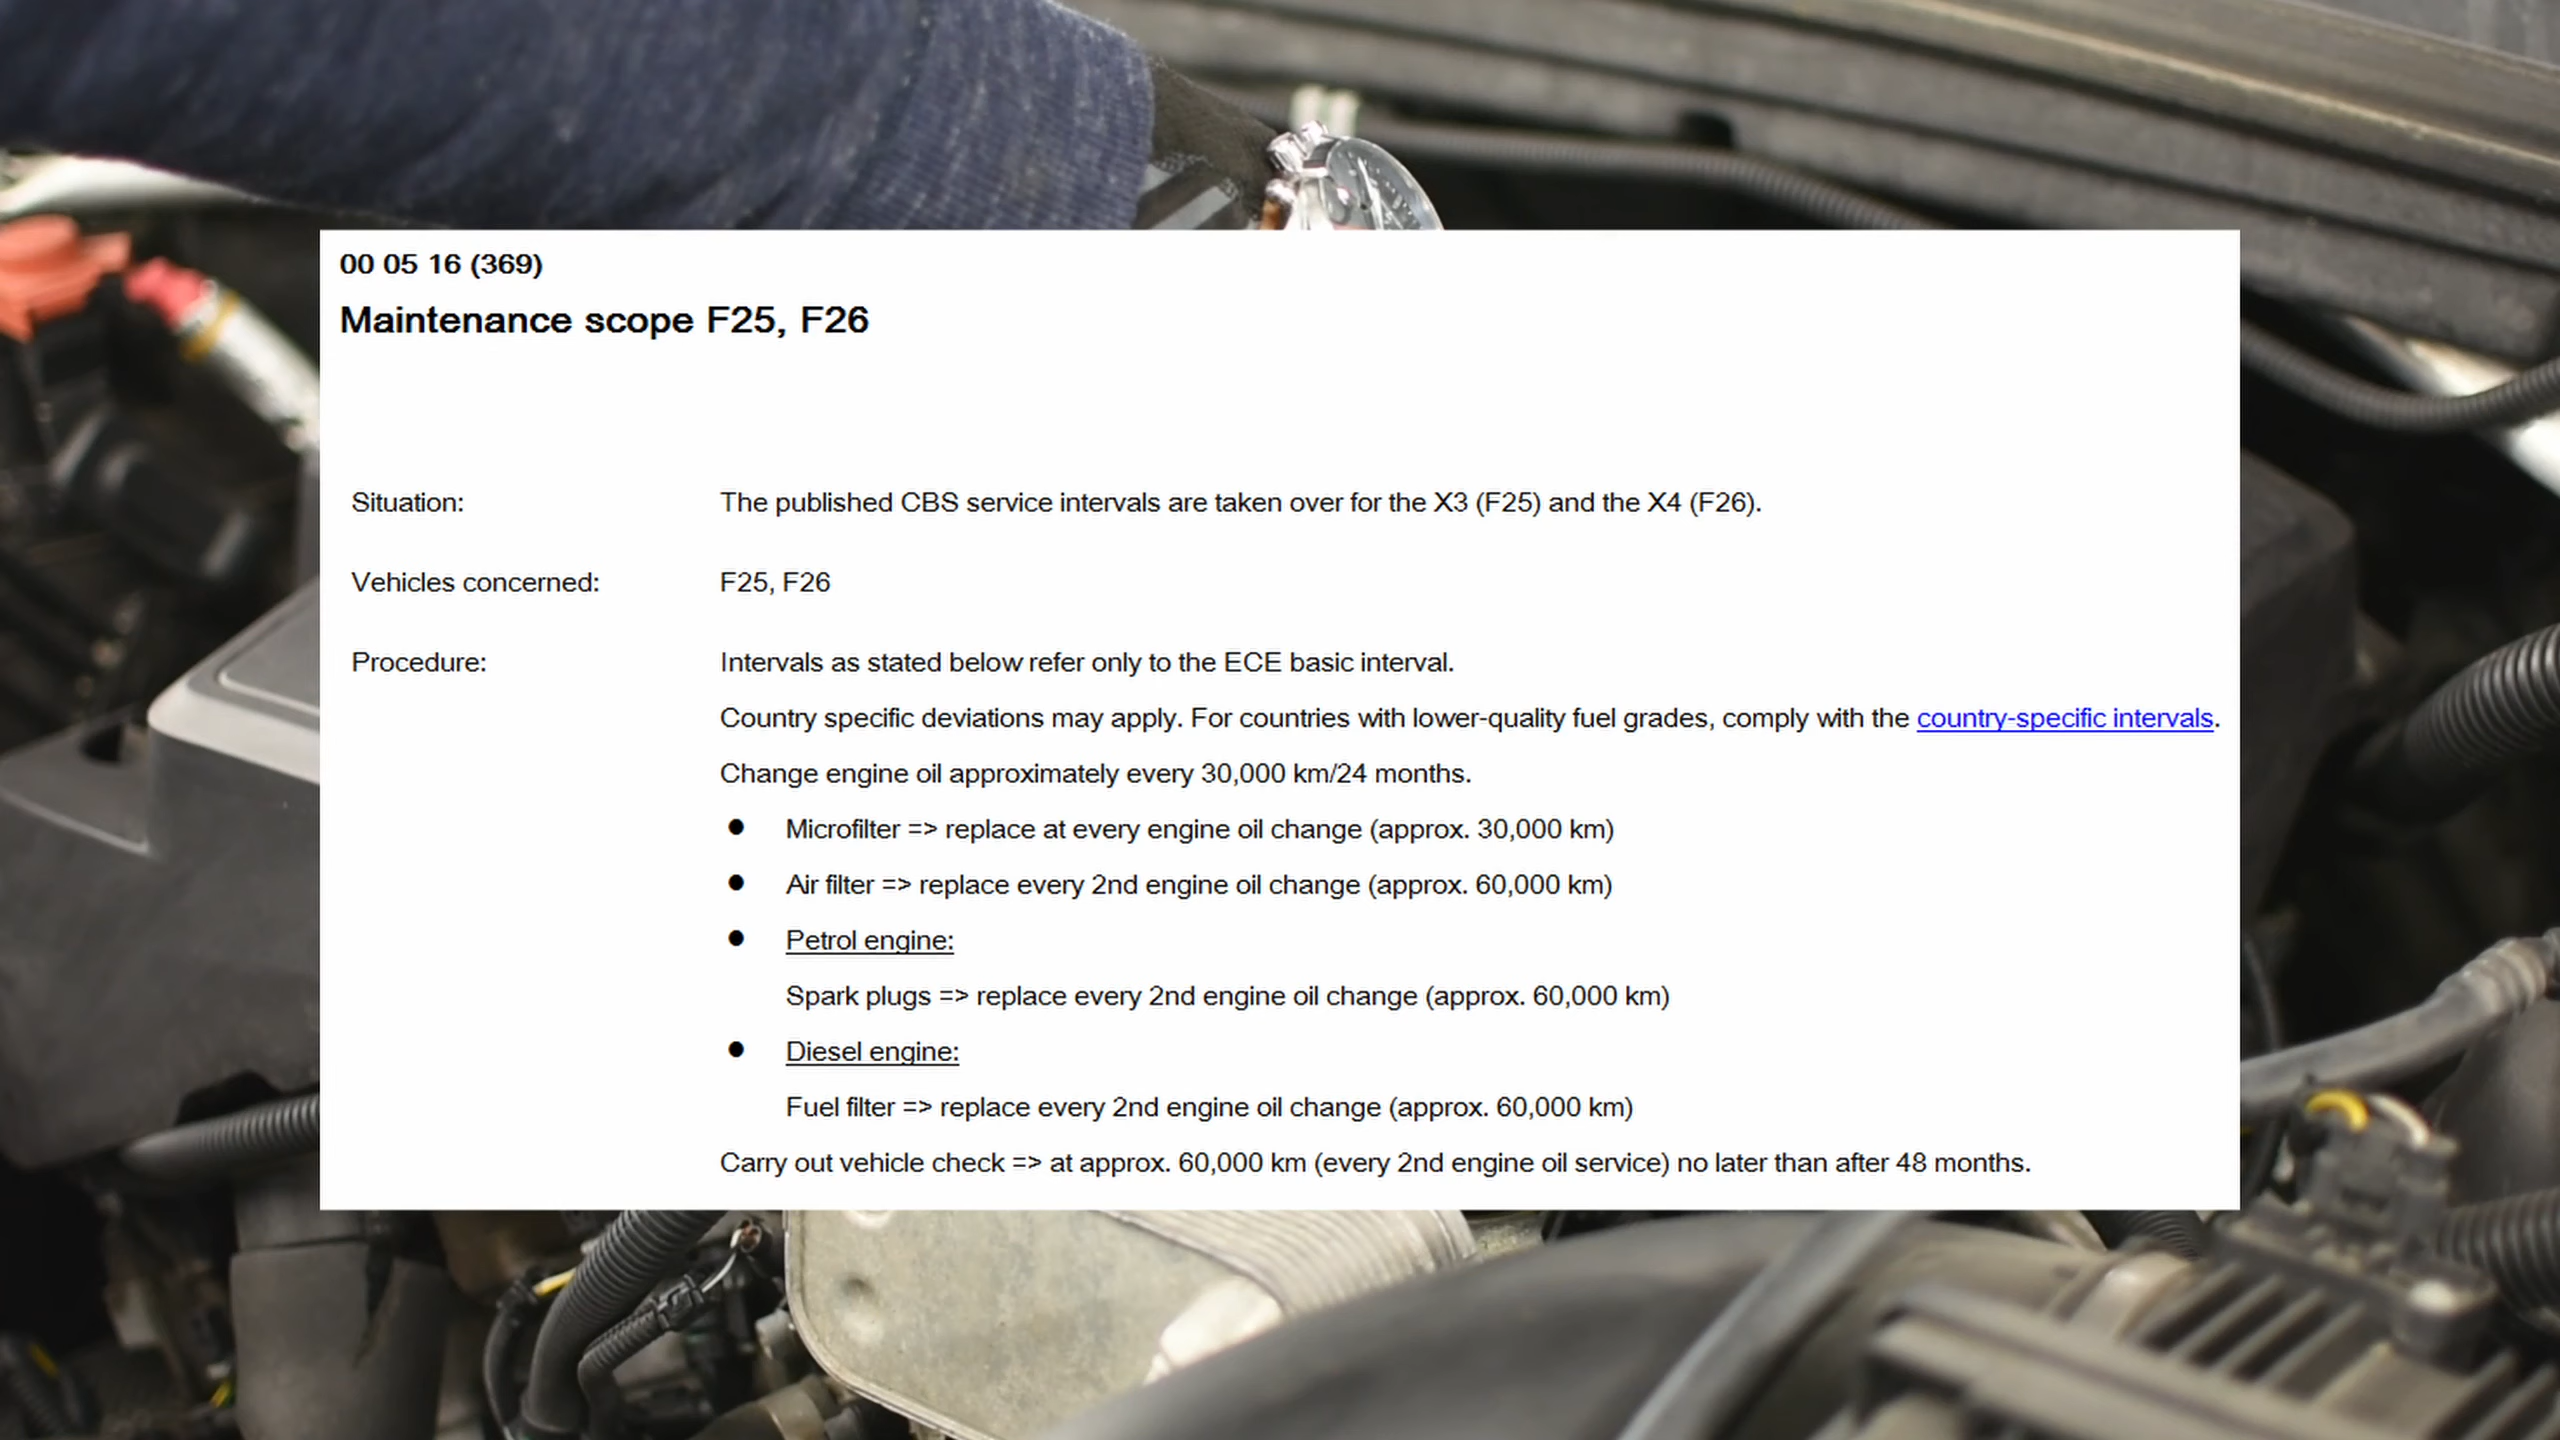 00 05 16 (369)
Maintenance scope F25, F26
Situation: The published CBS service intervals are taken over for the X3 (F25) and the X4 (F26).
Vehicles concerned: F25, F26
Procedure: Intervals as stated below refer only to the ECE basic interval.
Country specific deviations may apply. For countries with lower-quality fuel grades, comply with the country-specific intervals.
Change engine oil approximately every 30,000 km/24 months.
● Microfilter => replace at every engine oil change (approx. 30,000 km)
● Air filter => replace every 2nd engine oil change (approx. 60,000 km)
● Petrol engine:
Spark plugs => replace every 2nd engine oil change (approx. 60,000 km)
● Diesel engine:
Fuel filter => replace every 2nd engine oil change (approx. 60,000 km)
Carry out vehicle check => at approx. 60,000 km (every 2nd engine oil service) no later than after 48 months.